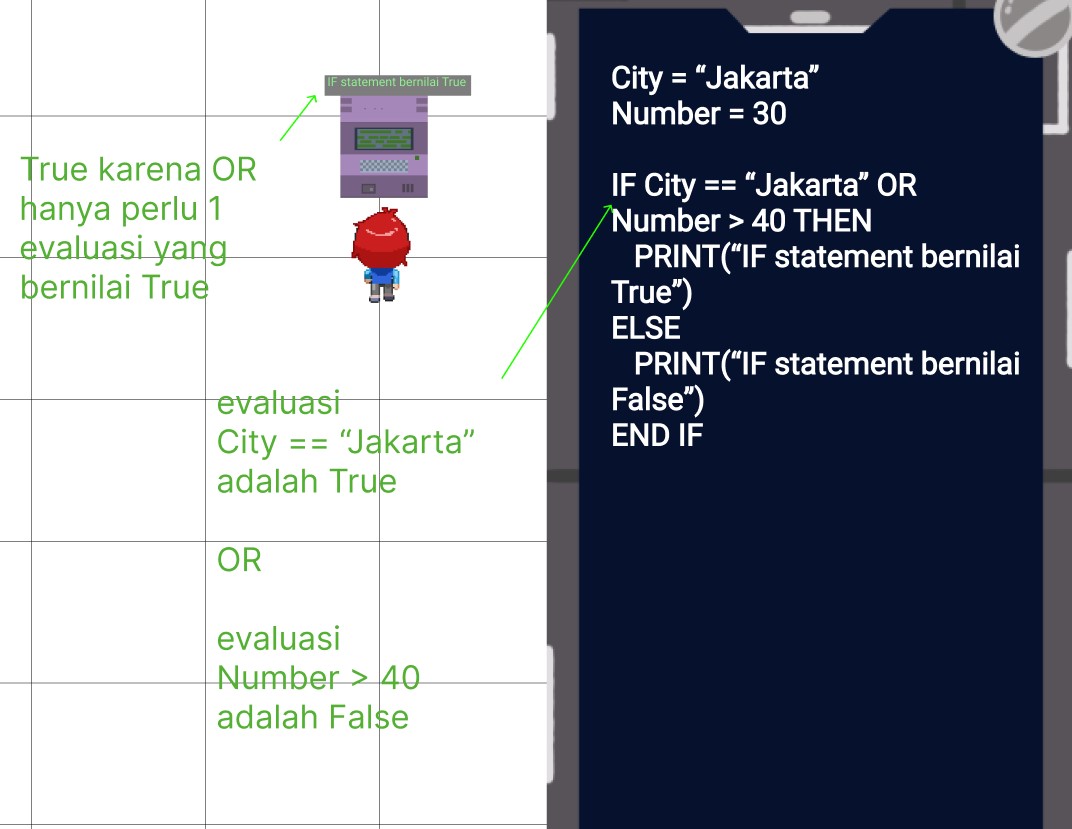 IF statement bernilai True
True karena OR
hanya perlu 1
evaluasi yang
bernilai True
evaluasi
City == “Jakarta”
adalah True
OR
evaluasi
Number > 40
adalah False
City = “Jakarta”
Number = 30
IF City == “Jakarta” OR
Number > 40 THEN
PRINT(“IF statement bernilai
True”)
ELSE
PRINT(“IF statement bernilai
False”)
END IF